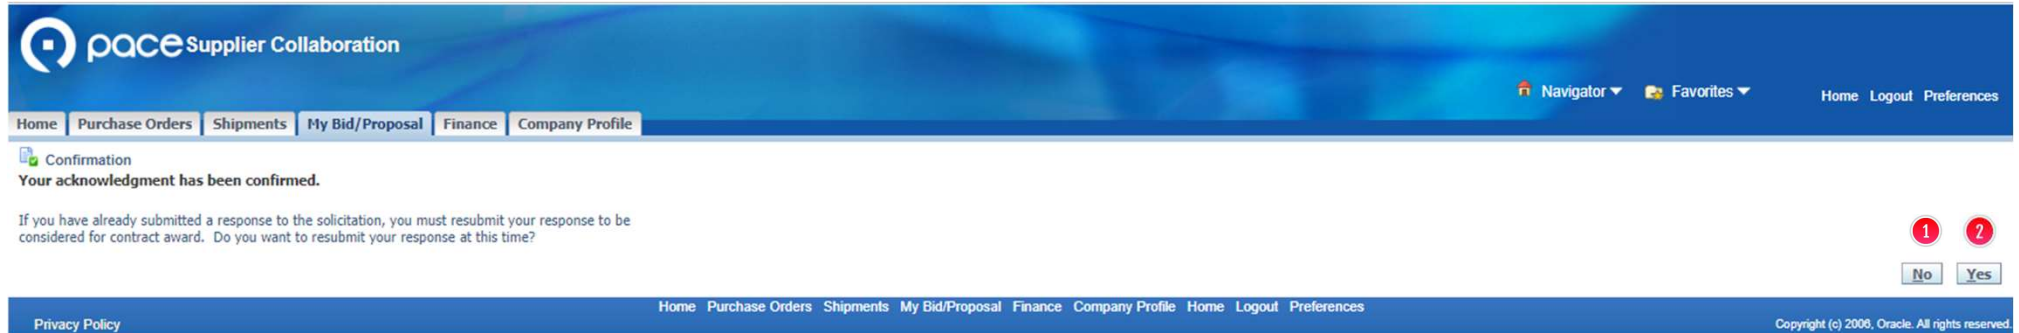 pace Supplier Collaboration
Navigator Favorites Home Logout Preferences
Home Purchase Orders Shipments My Bid/Proposal Finance Company Profile
Confirmation
Your acknowledgment has been confirmed.
If you have already submitted a response to the solicitation, you must resubmit your response to be
considered for contract award. Do you want to resubmit your response at this time?
1 2
No Yes
Home Purchase Orders Shipments My Bid/Proposal Finance Company Profile Home Logout Preferences
Privacy Policy Copyright (c) 2006, Oracle. All rights reserved.